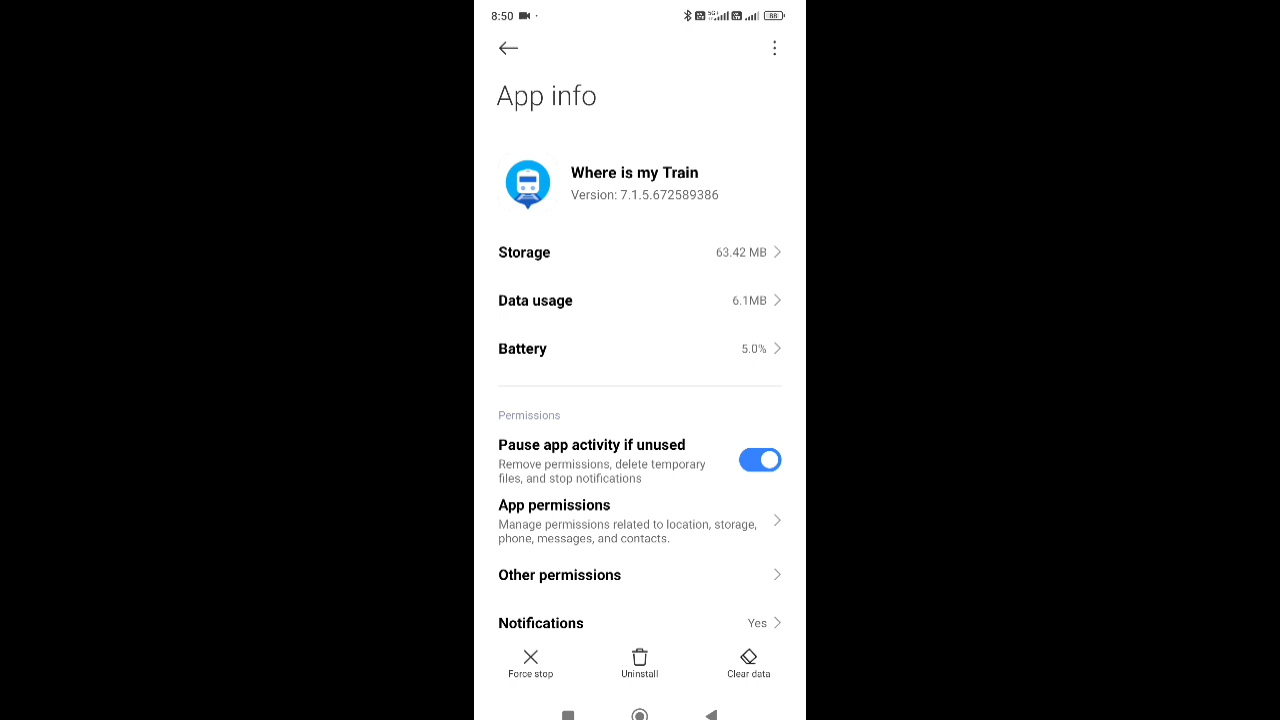 8:50
88
App info
Where is my Train
Version: 7.1.5.672589386
Storage 63.42 MB
Data usage 6.1MB
Battery 5.0%
Permissions
Pause app activity if unused
Remove permissions, delete temporary
files, and stop notifications
App permissions
Manage permissions related to location, storage,
phone, messages, and contacts.
Other permissions
Notifications Yes
Force stop Uninstall Clear data